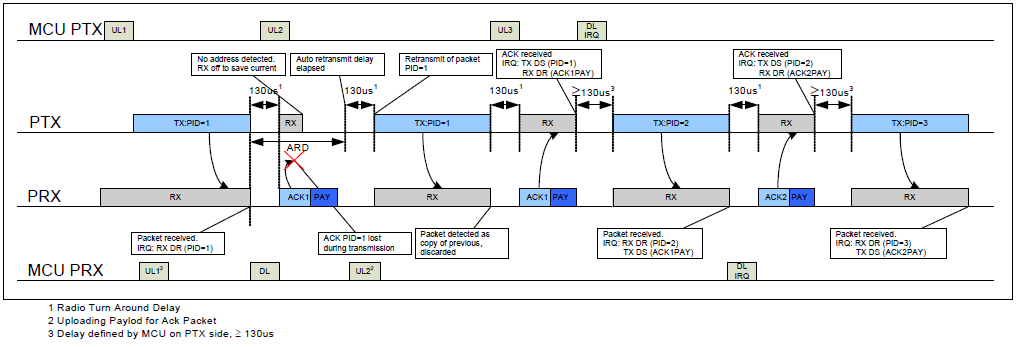 MCU PTX
UL1
UL2
UL3
DL
IRQ
No address detected.
RX off to save current
Auto retransmit delay
elapsed
Retransmit of packet
PID=1
ACK received
IRQ: TX DS (PID=1)
RX DR (ACK1PAY)
ACK received
IRQ: TX DS (PID=2)
RX DR (ACK2PAY)
130us1
130us1
130us1
≥130us3
130us1
≥130us3
PTX
TX:PID=1
RX
TX:PID=1
RX
TX:PID=2
RX
TX:PID=3
ARD
PRX
RX
ACK1 PAY
RX
ACK1 PAY
RX
ACK2 PAY
RX
Packet received.
IRQ: RX DR (PID=1)
ACK PID=1 lost
during transmission
Packet detected as
copy of previous,
discarded
Packet received.
IRQ: RX DR (PID=2)
TX DS (ACK1PAY)
Packet received.
IRQ: RX DR (PID=3)
TX DS (ACK2PAY)
MCU PRX
UL1²
DL
UL2²
DL
IRQ
1 Radio Turn Around Delay
2 Uploading Paylod for Ack Packet
3 Delay defined by MCU on PTX side, ≥ 130us